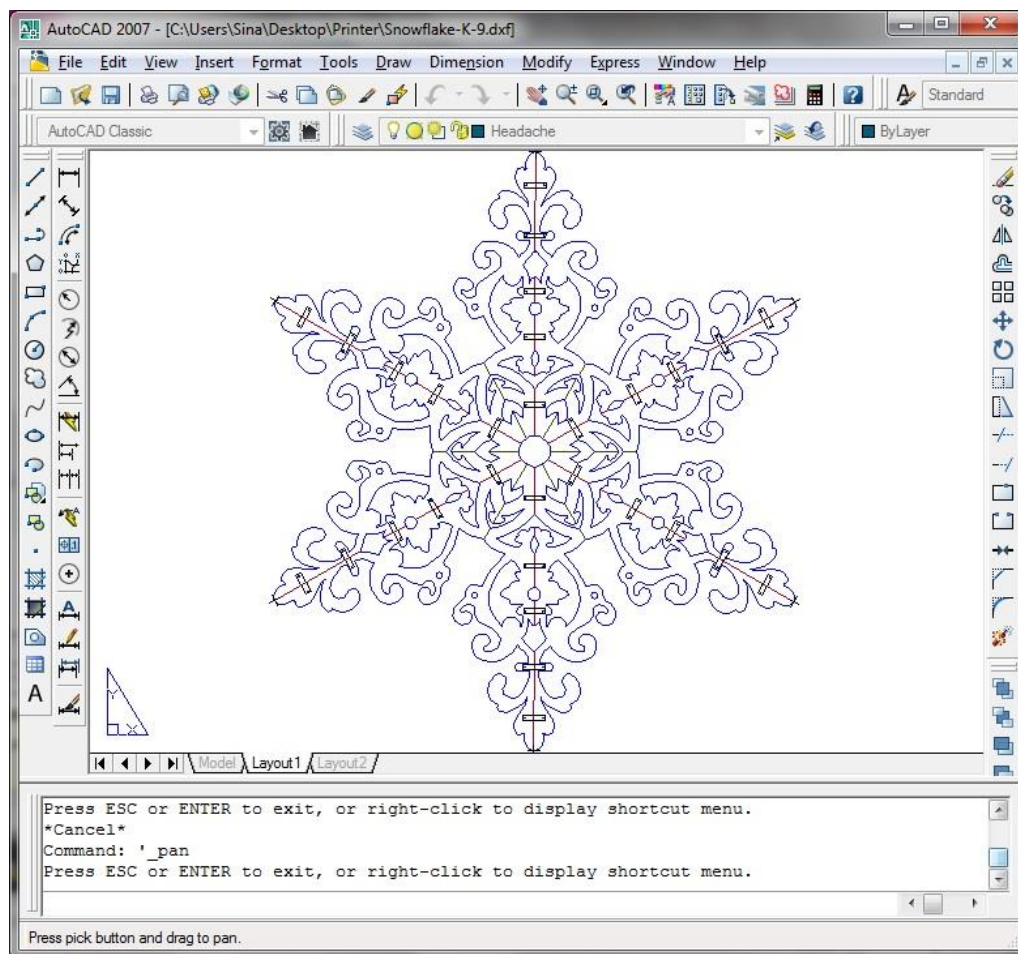 AutoCAD 2007 - [C:\Users\Sina\Desktop\Printer\Snowflake-K-9.dxf]
File Edit View Insert Format Tools Draw Dimension Modify Express Window Help
Standard
AutoCAD Classic Headache ByLayer
A
Y
X
Model Layout1 Layout2
Press ESC or ENTER to exit, or right-click to display shortcut menu.
*Cancel*
Command: '_pan
Press ESC or ENTER to exit, or right-click to display shortcut menu.
Press pick button and drag to pan.